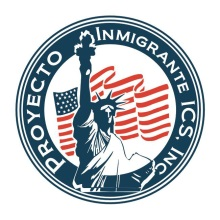 PROYECTO INMIGRANTE ICS, INC.